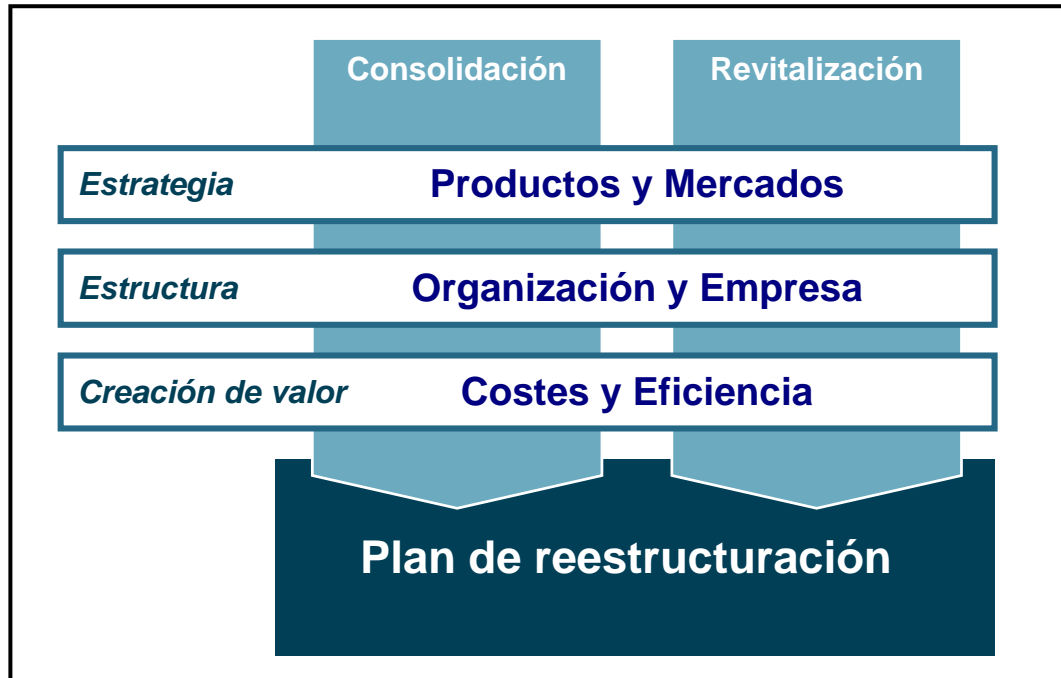 Consolidación
Revitalización
Estrategia
Productos y Mercados
Estructura
Organización y Empresa
Creación de valor
Costes y Eficiencia
Plan de reestructuración